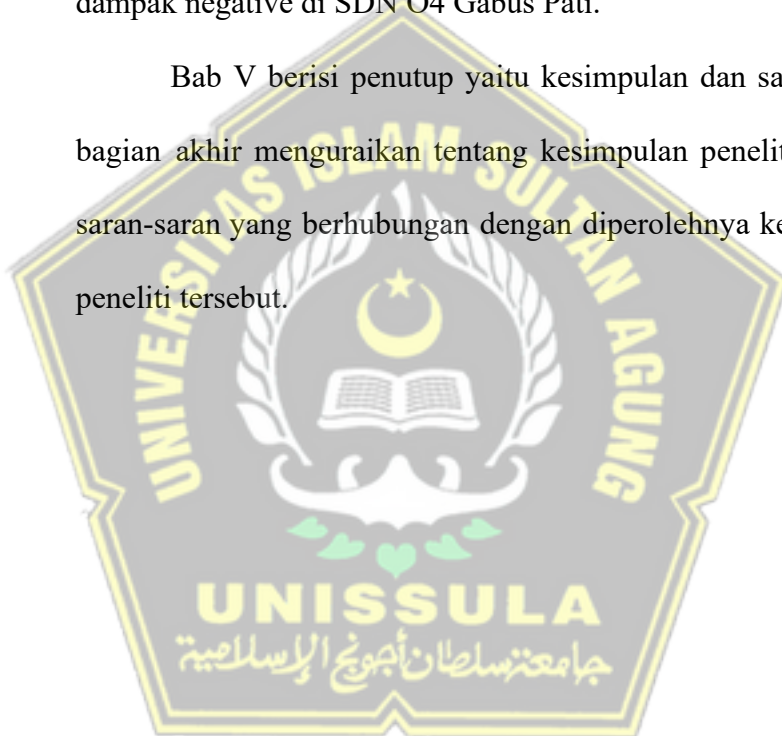 dampak negative di SDN O4 Gabus Pati.
Bab V berisi penutup yaitu kesimpulan dan sa
bagian akhir menguraikan tentang kesimpulan penelit
saran-saran yang berhubungan dengan diperolehnya ke
peneliti tersebut.
UNIVERSITAS ISLAM SULTAN AGUNG
UNISSULA
جامعة سلطان أجونج الإسلامية